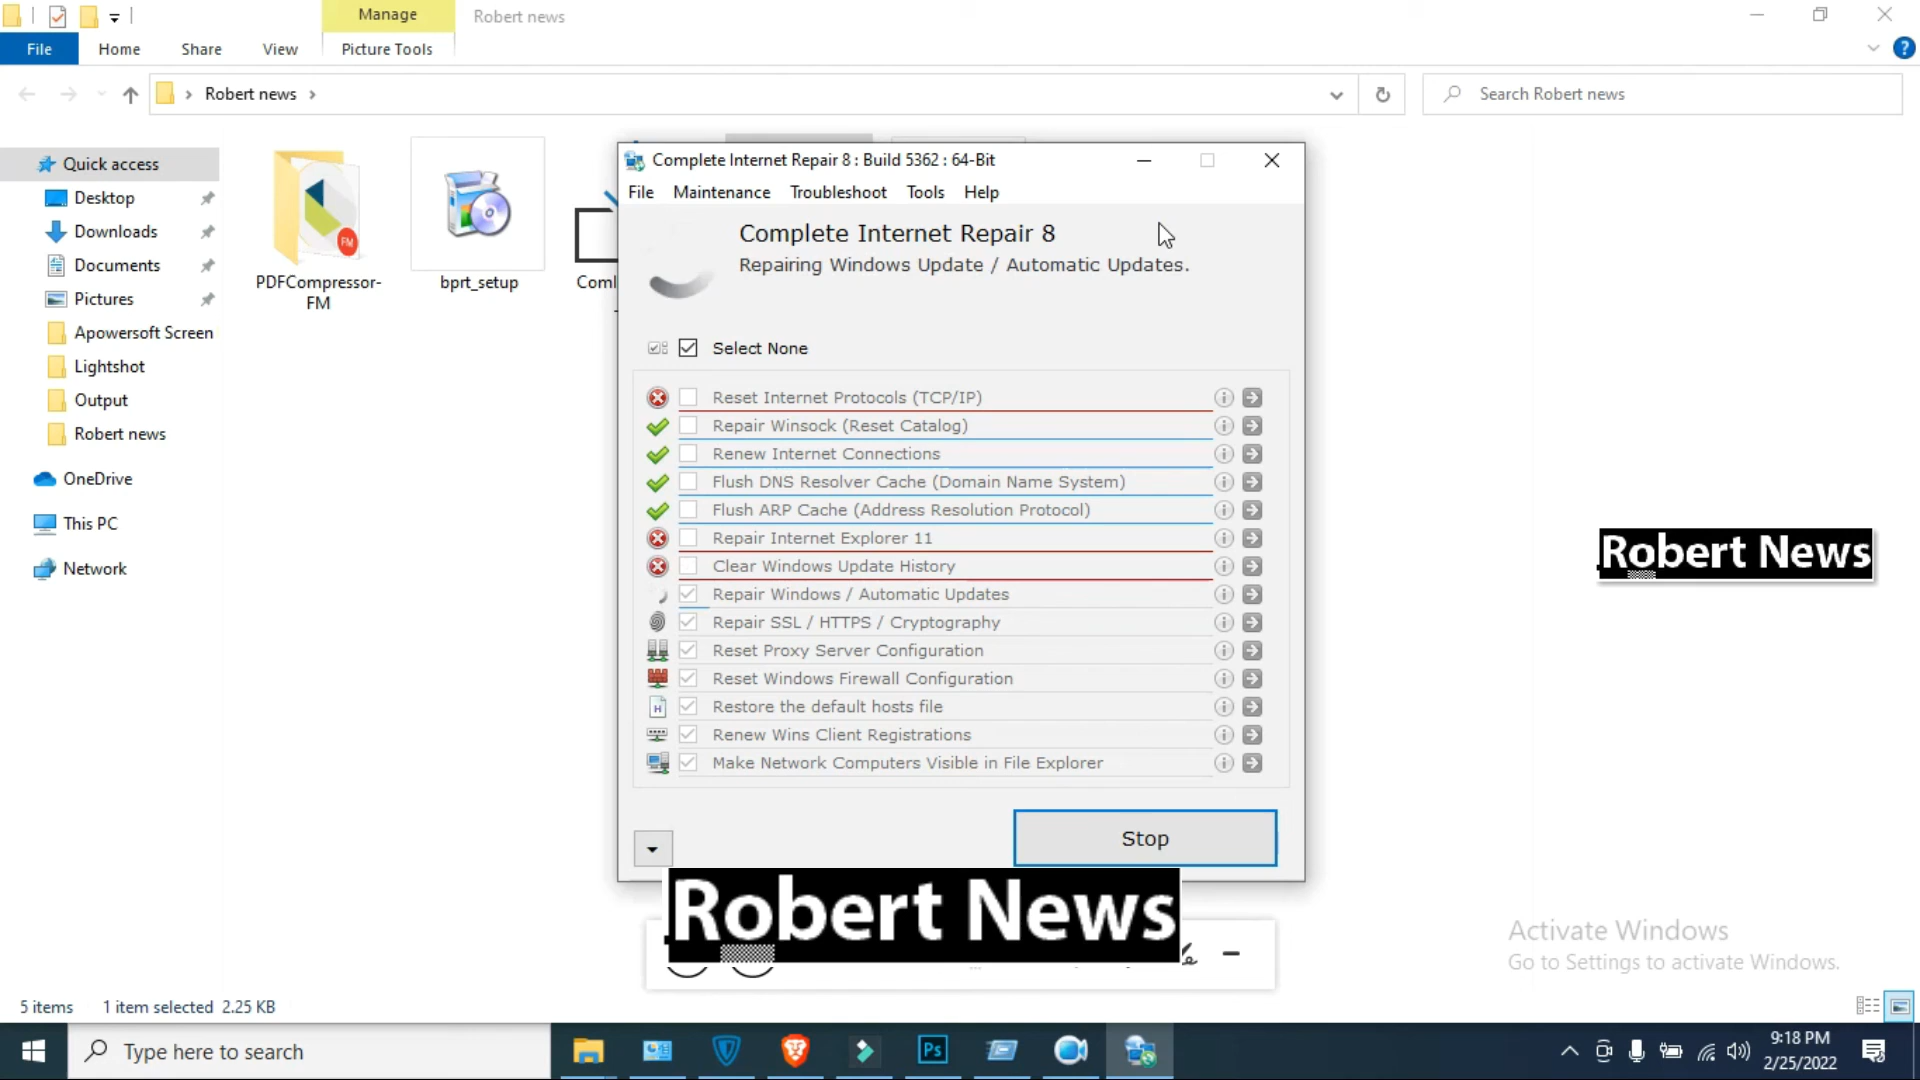 Manage
Robert news
File
Home
Share
View
Picture Tools
Robert news
Search Robert news
Quick access
Desktop
Downloads
Documents
Pictures
Apowersoft Screen
Lightshot
Output
Robert news
OneDrive
This PC
Network
FM
PDFCompressor-
FM
bprt_setup
Complete Internet Repair 8 : Build 5362 : 64-Bit
File
Maintenance
Troubleshoot
Tools
Help
Complete Internet Repair 8
Repairing Windows Update / Automatic Updates.
Select None
Reset Internet Protocols (TCP/IP)
Repair Winsock (Reset Catalog)
Renew Internet Connections
Flush DNS Resolver Cache (Domain Name System)
Flush ARP Cache (Address Resolution Protocol)
Repair Internet Explorer 11
Clear Windows Update History
Repair Windows / Automatic Updates
Repair SSL / HTTPS / Cryptography
Reset Proxy Server Configuration
Reset Windows Firewall Configuration
H
Restore the default hosts file
Renew Wins Client Registrations
Make Network Computers Visible in File Explorer
Stop
Robert News
Robert News
Activate Windows
Go to Settings to activate Windows.
5 items
1 item selected 2.25 KB
Type here to search
Ps
9:18 PM
2/25/2022